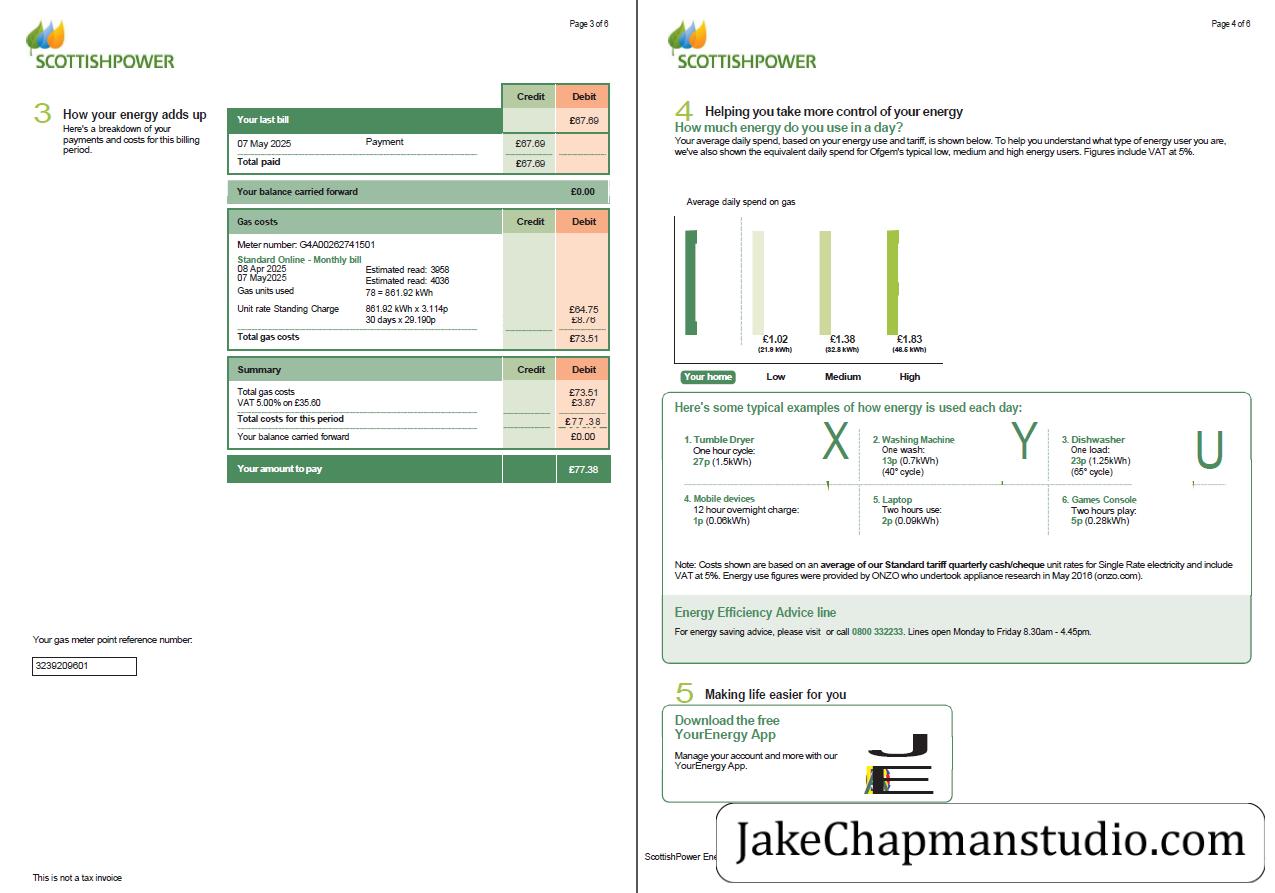 Page 3 of 6
SCOTTISHPOWER
3
How your energy adds up
Here's a breakdown of your
payments and costs for this billing
period.
Credit Debit
Your last bill £67.69
07 May 2025 Payment £67.69
Total paid £67.69
Your balance carried forward £0.00
Gas costs Credit Debit
Meter number: G4A00262741501
Standard Online - Monthly bill
08 Apr 2025 Estimated read: 3958
07 May2025 Estimated read: 4036
Gas units used 78 = 861.92 kWh
Unit rate Standing Charge 861.92 kWh x 3.114p £64.75
30 days x 29.190p £8.76
Total gas costs £73.51
Summary Credit Debit
Total gas costs £73.51
VAT 5.00% on £35.60 £3.87
Total costs for this period £77.38
Your balance carried forward £0.00
Your amount to pay £77.38
Your gas meter point reference number:
3239209601
This is not a tax invoice
Page 4 of 6
SCOTTISHPOWER
4 Helping you take more control of your energy
How much energy do you use in a day?
Your average daily spend, based on your energy use and tariff, is shown below. To help you understand what type of energy user you are,
we've also shown the equivalent daily spend for Ofgem's typical low, medium and high energy users. Figures include VAT at 5%.
Average daily spend on gas
£1.02 £1.38 £1.83
(21.9 kWh) (32.8 kWh) (46.5 kWh)
Your home Low Medium High
Here's some typical examples of how energy is used each day:
1. Tumble Dryer
One hour cycle:
27p (1.5kWh)
X
2. Washing Machine
One wash:
13p (0.7kWh)
(40° cycle)
Y
3. Dishwasher
One load:
23p (1.25kWh)
(65° cycle)
U
4. Mobile devices
12 hour overnight charge:
1p (0.06kWh)
5. Laptop
Two hours use:
2p (0.09kWh)
6. Games Console
Two hours play:
5p (0.28kWh)
Note: Costs shown are based on an average of our Standard tariff quarterly cash/cheque unit rates for Single Rate electricity and include
VAT at 5%. Energy use figures were provided by ONZO who undertook appliance research in May 2016 (onzo.com).
Energy Efficiency Advice line
For energy saving advice, please visit or call 0800 332233. Lines open Monday to Friday 8.30am - 4.45pm.
5 Making life easier for you
Download the free
YourEnergy App
Manage your account and more with our
YourEnergy App.
ScottishPower
JakeChapmanstudio.com